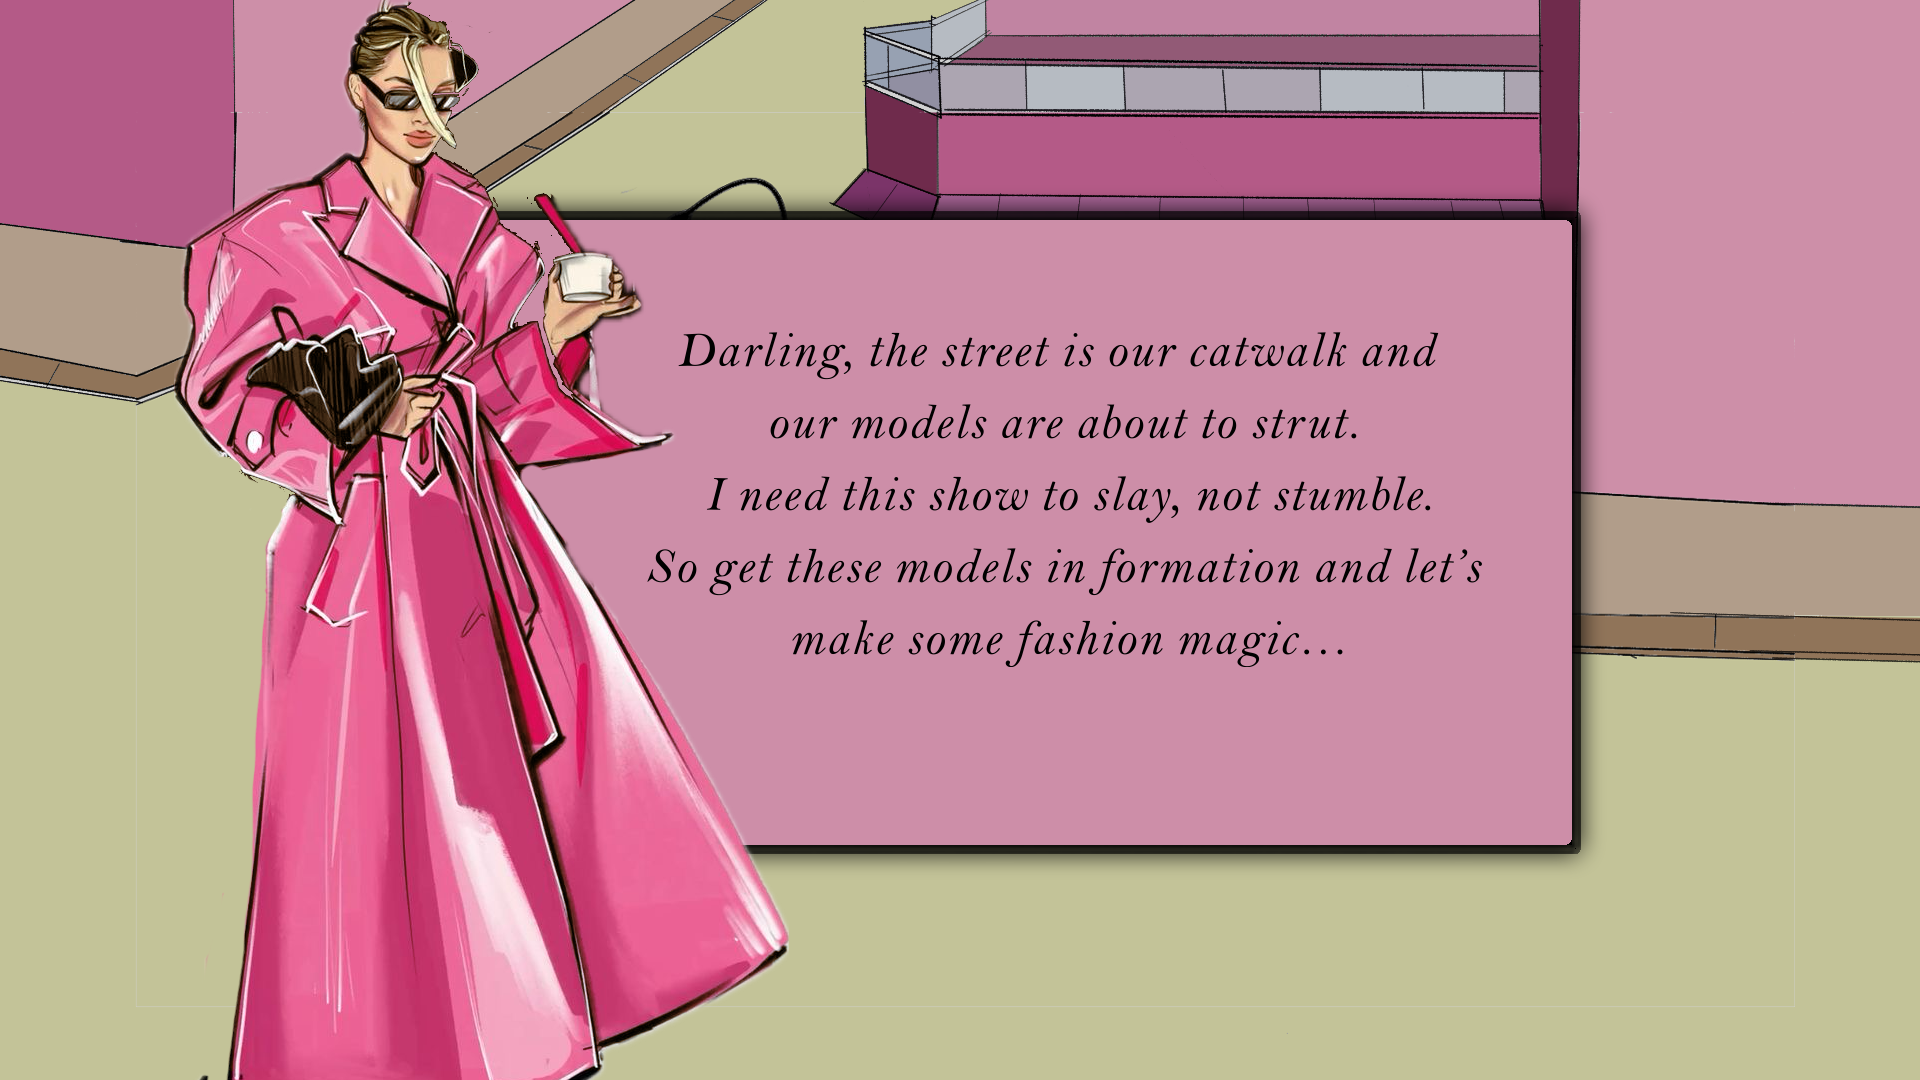 Darling, the street is our catwalk and
our models are about to strut.
I need this show to slay, not stumble.
So get these models in formation and let’s
make some fashion magic…